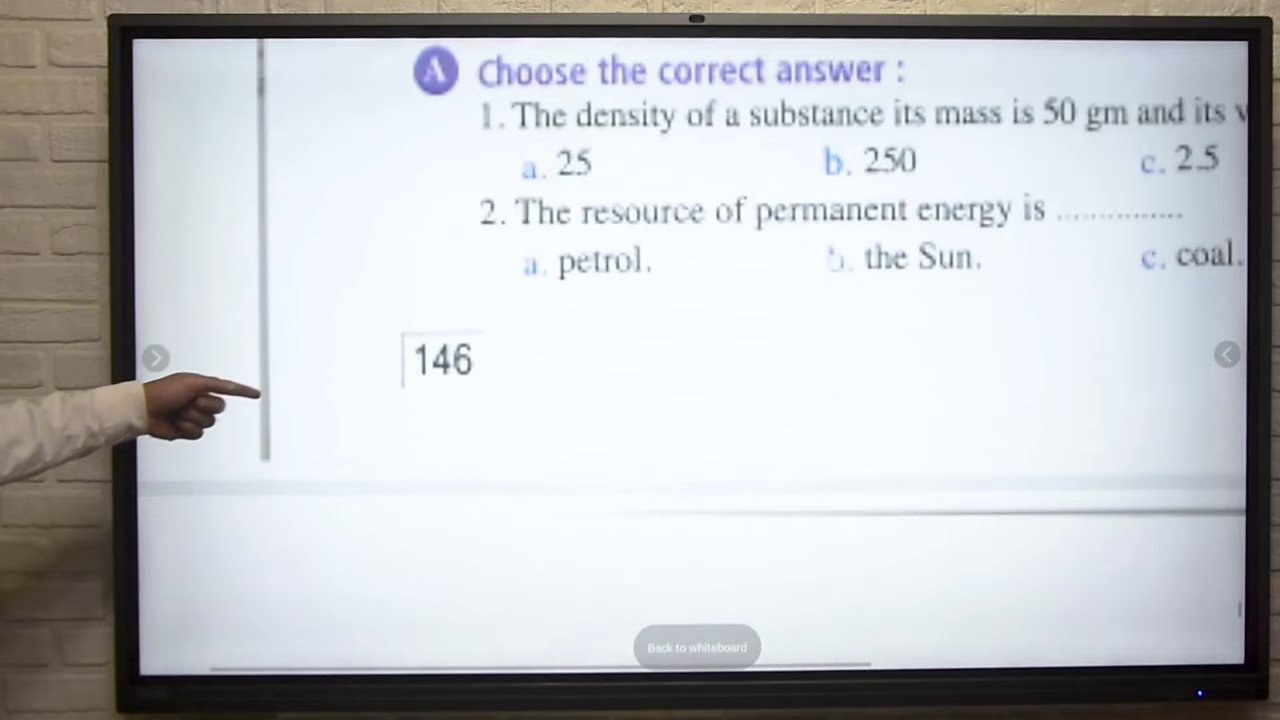 A Choose the correct answer :
1. The density of a substance its mass is 50 gm and its
a. 25 b. 250 c. 2.5
2. The resource of permanent energy is ...............
a. petrol. b. the Sun. c. coal.
146
Back to whiteboard